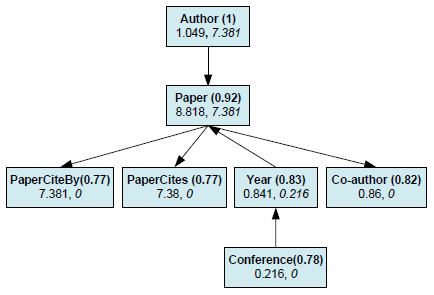 Author (1)
1.049, 7.381
Paper (0.92)
8.818, 7.381
PaperCiteBy(0.77)
7.381, 0
PaperCites (0.77)
7.38, 0
Year (0.83)
0.841, 0.216
Co-author (0.82)
0.86, 0
Conference(0.78)
0.216, 0